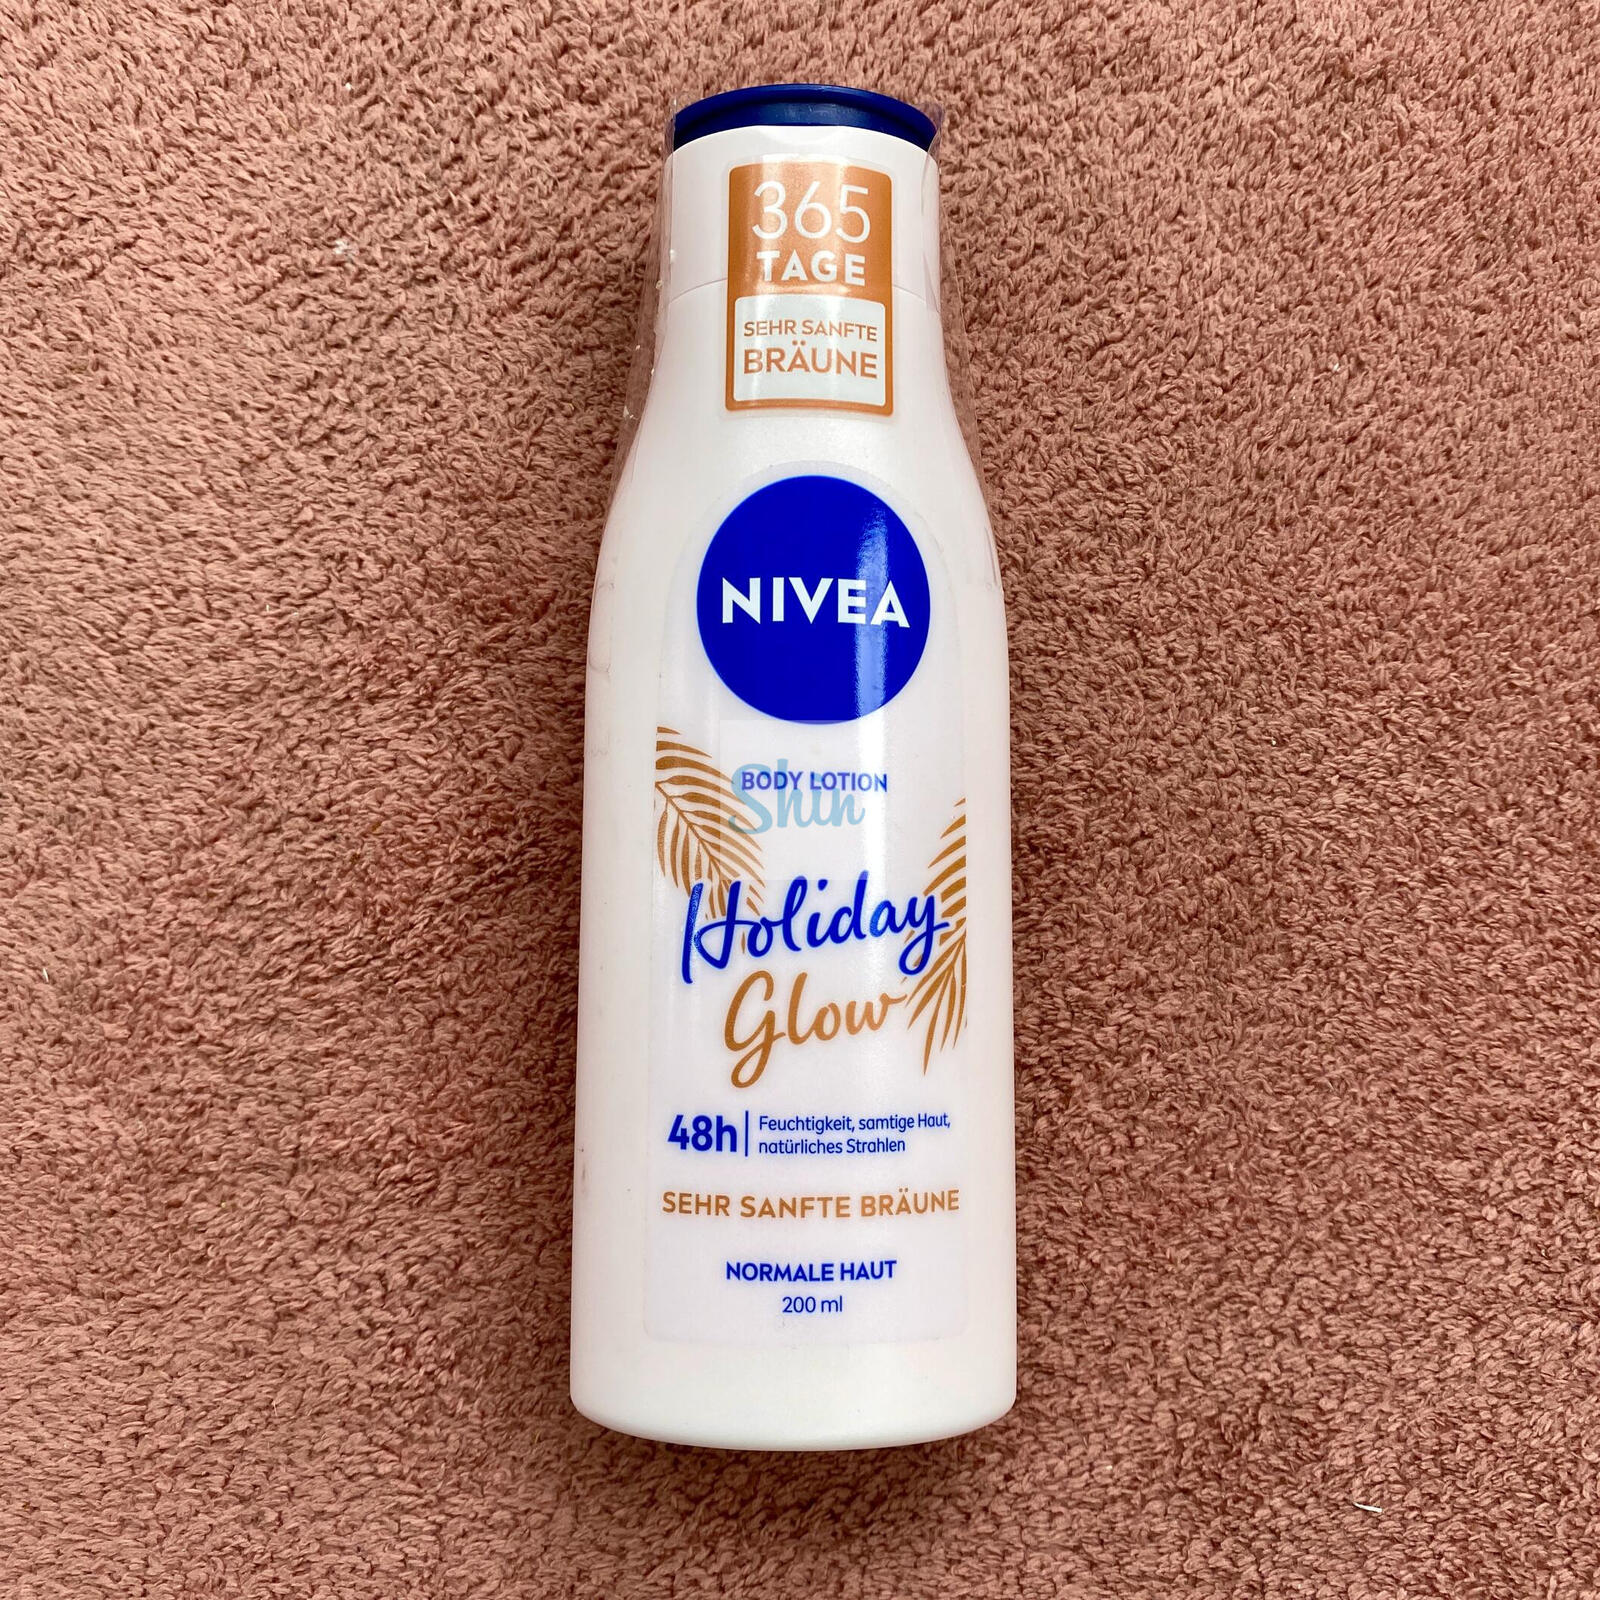 365
TAGE
SEHR SANFTE
BRÄUNE
NIVEA
BODY LOTION
Shin
Holiday
Glow
48h
Feuchtigkeit, samtige Haut,
natürliches Strahlen
SEHR SANFTE BRÄUNE
NORMALE HAUT
200 ml